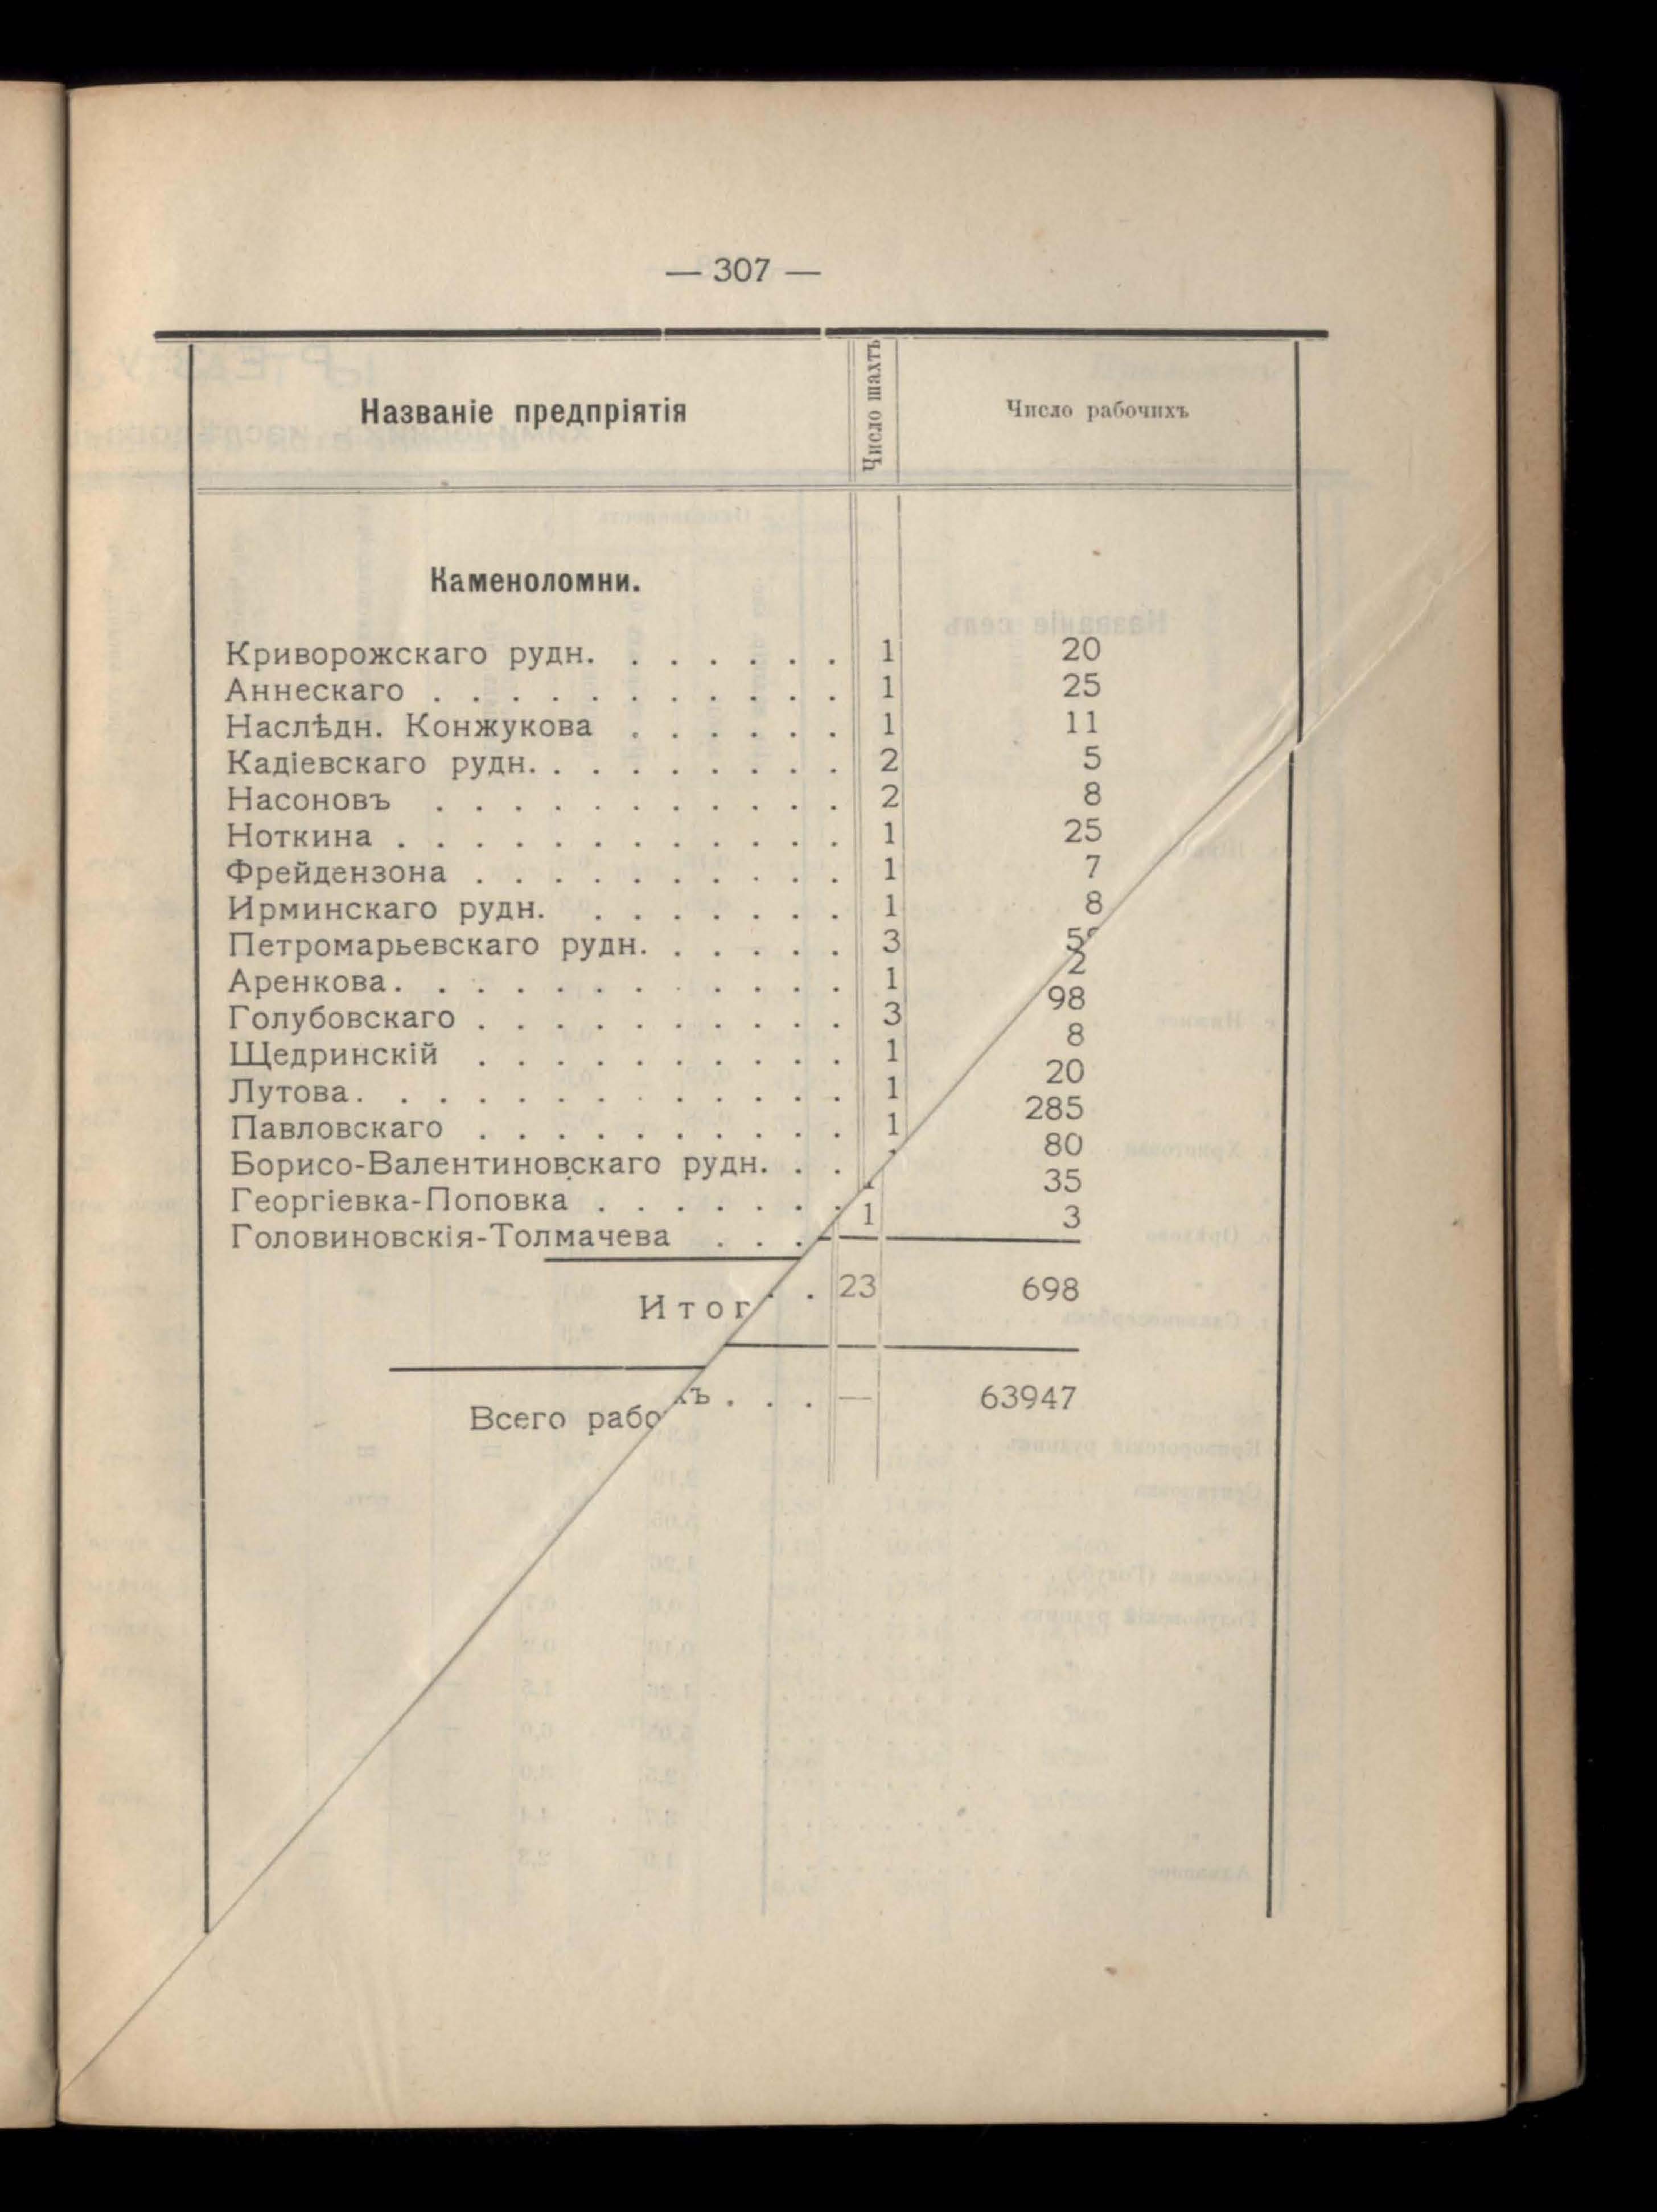 — 307 —
Названіе предпріятія Число шахтъ Число рабочихъ
Каменоломни.
Криворожскаго рудн. . . . . . . 1 20
Аннескаго . . . . . . . . . . . 1 25
Наслѣдн. Конжукова . . . . . . 1 11
Кадіевскаго рудн. . . . . . . . . 2 5
Насоновъ . . . . . . . . . . . 2 8
Ноткина . . . . . . . . . . . . 1 25
Фрейдензона . . . . . . . . . . 1 7
Ирминскаго рудн. . . . . . . . 1 8
Петромарьевскаго рудн. . . . . . 3
Аренкова. . . . . . . . . . . . 1 2
Голубовскаго . . . . . . . . . . 3 98
Щедринскій . . . . . . . . . . 1 8
Лутова. . . . . . . . . . . . . 1 20
Павловскаго . . . . . . . . . . 1 285
Борисо-Валентиновскаго рудн. . . 80
Георгіевка-Поповка . . . . . . . 35
Головиновскія-Толмачева . . . 1 3
Итог . . 23 698
Всего рабо хъ . . . — 63947